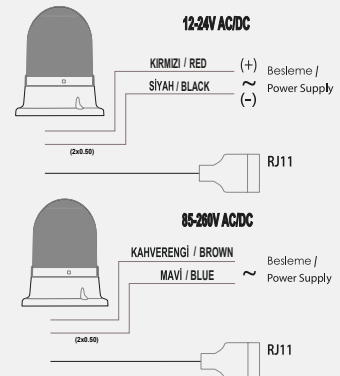 12-24V AC/DC
KIRMIZI / RED (+)
SİYAH / BLACK ~
(-)
Besleme /
Power Supply
(2x0.50)
RJ11
85-260V AC/DC
KAHVERENGİ / BROWN
MAVİ / BLUE ~
Besleme /
Power Supply
(2x0.50)
RJ11